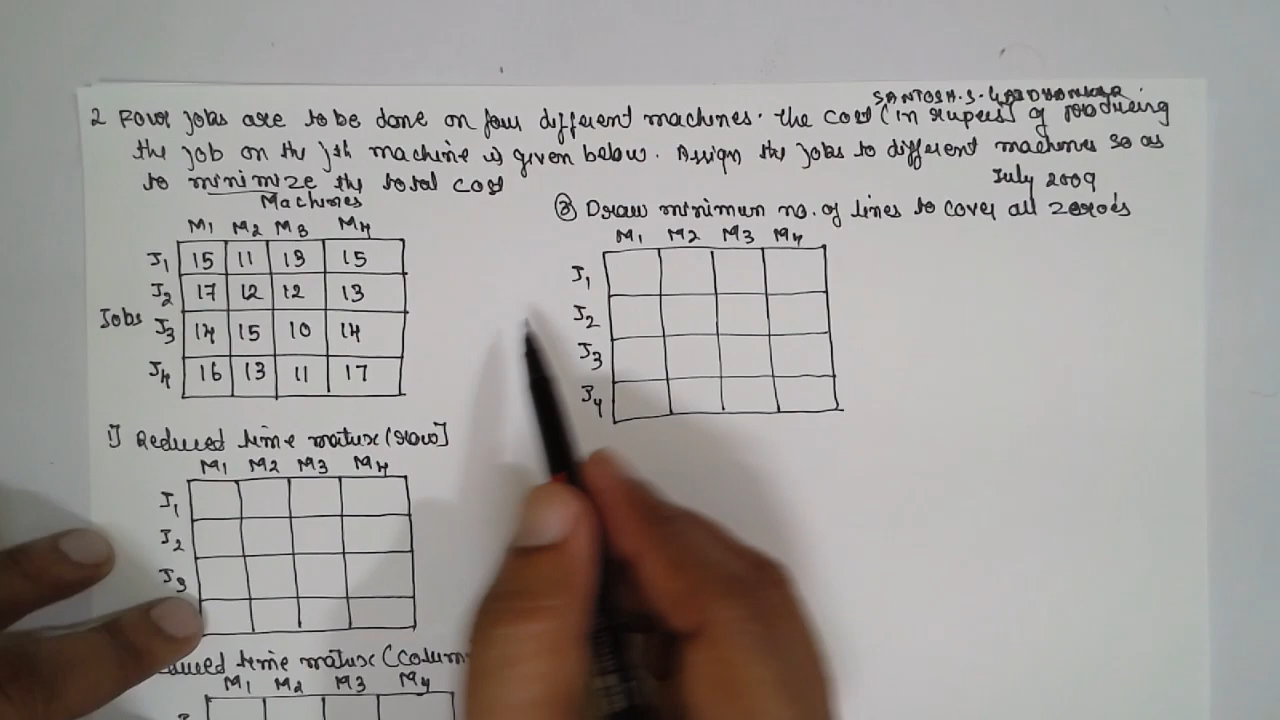 SANTOSH.S.
2 Four jobs are to be done on four different machines. The cost (in rupees) of producing
the job on the jth machine is given below. Assign the jobs to different machines so as
to minimize the total cost
July 2009
Machines
M1 M2 M3 M4
J1 15 11 13 15
J2 17 12 12 13
Jobs J3 14 15 10 14
J4 16 13 11 17
1] Reduced time matrix (row]
M1 M2 M3 M4
J1
J2
J3
time matrix (Colum
M1 M2 M3 M4
③ Draw minimum no. of lines to cover all zeroes
M1 M2 M3 M4
J1
J2
J3
J4